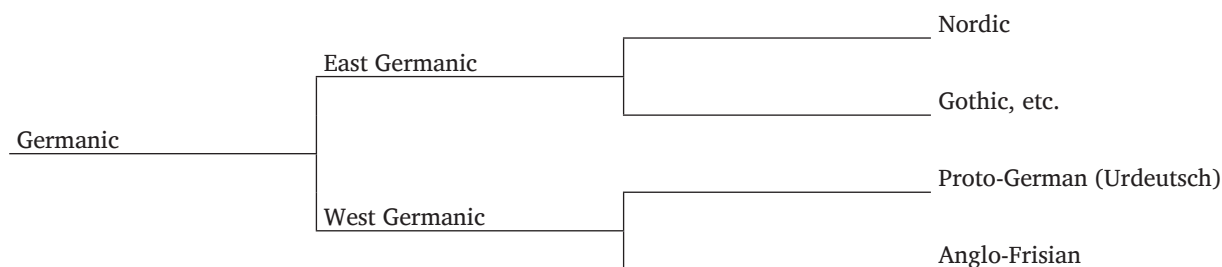 Nordic
East Germanic
Gothic, etc.
Germanic
Proto-German (Urdeutsch)
West Germanic
Anglo-Frisian